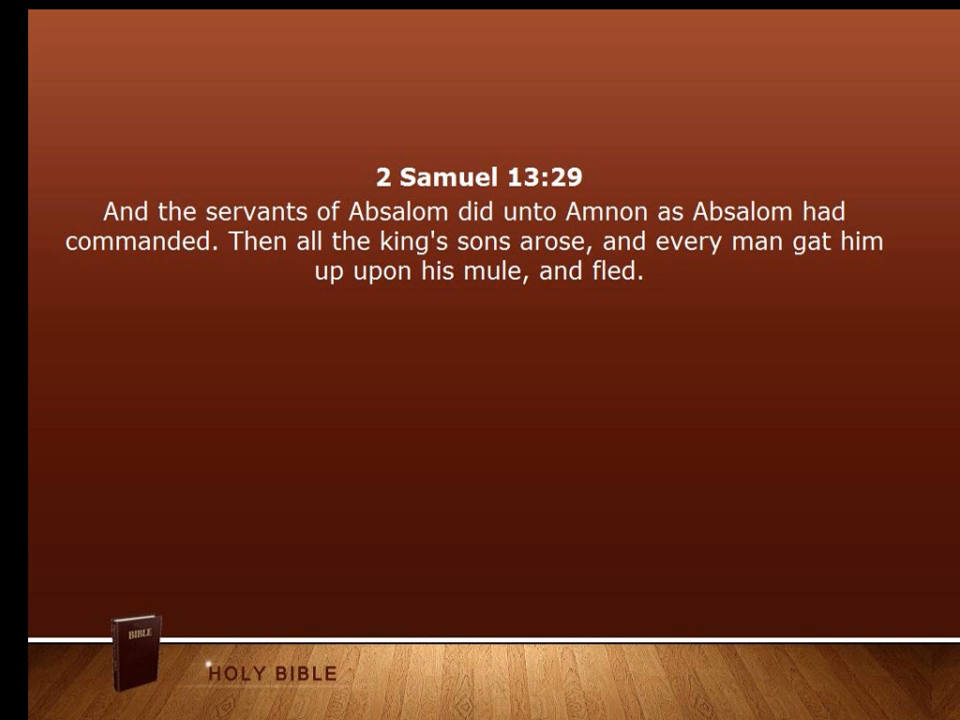 2 Samuel 13:29
And the servants of Absalom did unto Amnon as Absalom had
commanded. Then all the king's sons arose, and every man gat him
up upon his mule, and fled.
BIBLE
HOLY BIBLE